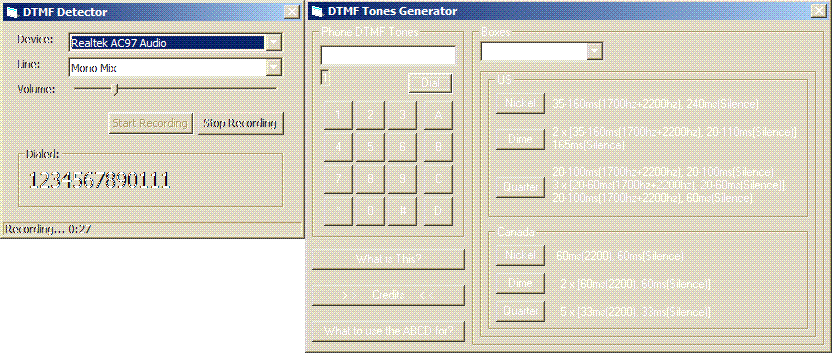 DTMF Detector
Device:
Realtek AC97 Audio
Line:
Mono Mix
Volume:
Start Recording
Stop Recording
Dialed:
1234567890111
Recording... 0:27
DTMF Tones Generator
Phone DTMF Tones
Dial
1 2 3 A
4 5 6 B
7 8 9 C
* 0 # D
What is This?
> > Credits < <
What to use the ABCD for?
Boxes
US
Nickel
35-160ms(1700hz+2200hz), 240ms(Silence)
Dime
2 x [35-160ms(1700hz+2200hz), 20-110ms(Silence)]
165ms(Silence)
Quarter
20-100ms(1700hz+2200hz), 20-100ms(Silence)
3 x [20-60ms(1700hz+2200hz), 20-60ms(Silence)]
20-100ms(1700hz+2200hz), 60ms(Silence)
Canada
Nickel
60ms(2200), 60ms(Silence)
Dime
2 x [60ms(2200), 60ms(Silence)]
Quarter
5 x [33ms(2200), 33ms(Silence)]